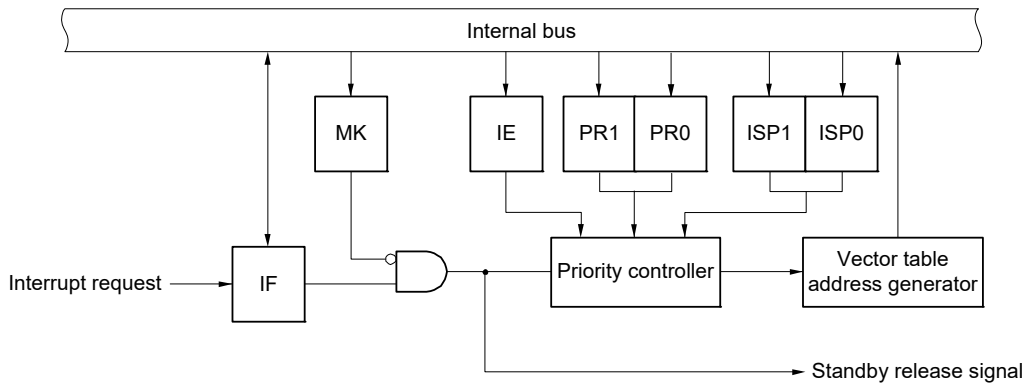 Internal bus
MK
IE
PR1
PR0
ISP1
ISP0
Interrupt request
IF
Priority controller
Vector table
address generator
Standby release signal